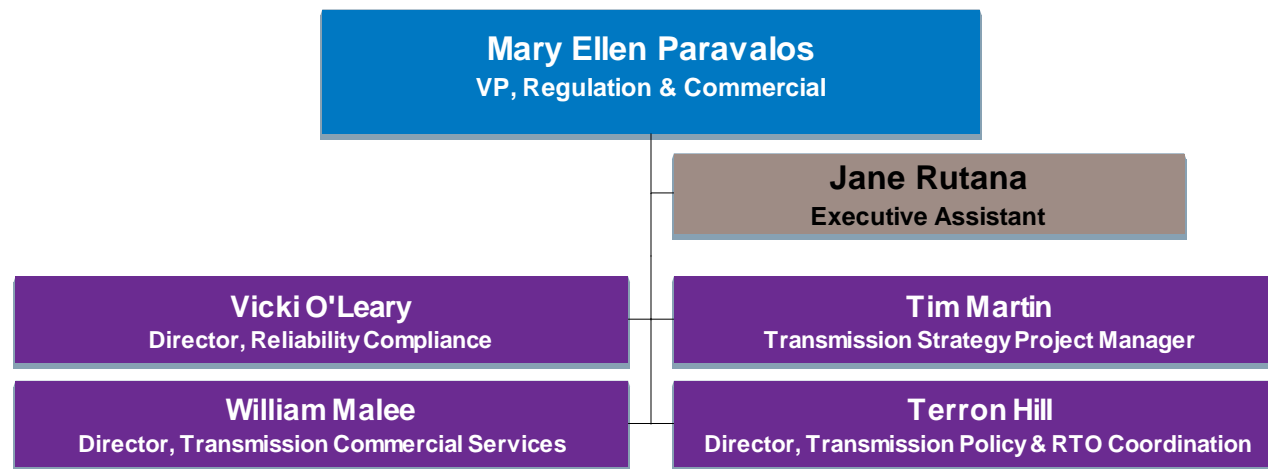 Mary Ellen Paravalos
VP, Regulation & Commercial
Jane Rutana
Executive Assistant
Vicki O'Leary
Director, Reliability Compliance
Tim Martin
Transmission Strategy Project Manager
William Malee
Director, Transmission Commercial Services
Terron Hill
Director, Transmission Policy & RTO Coordination